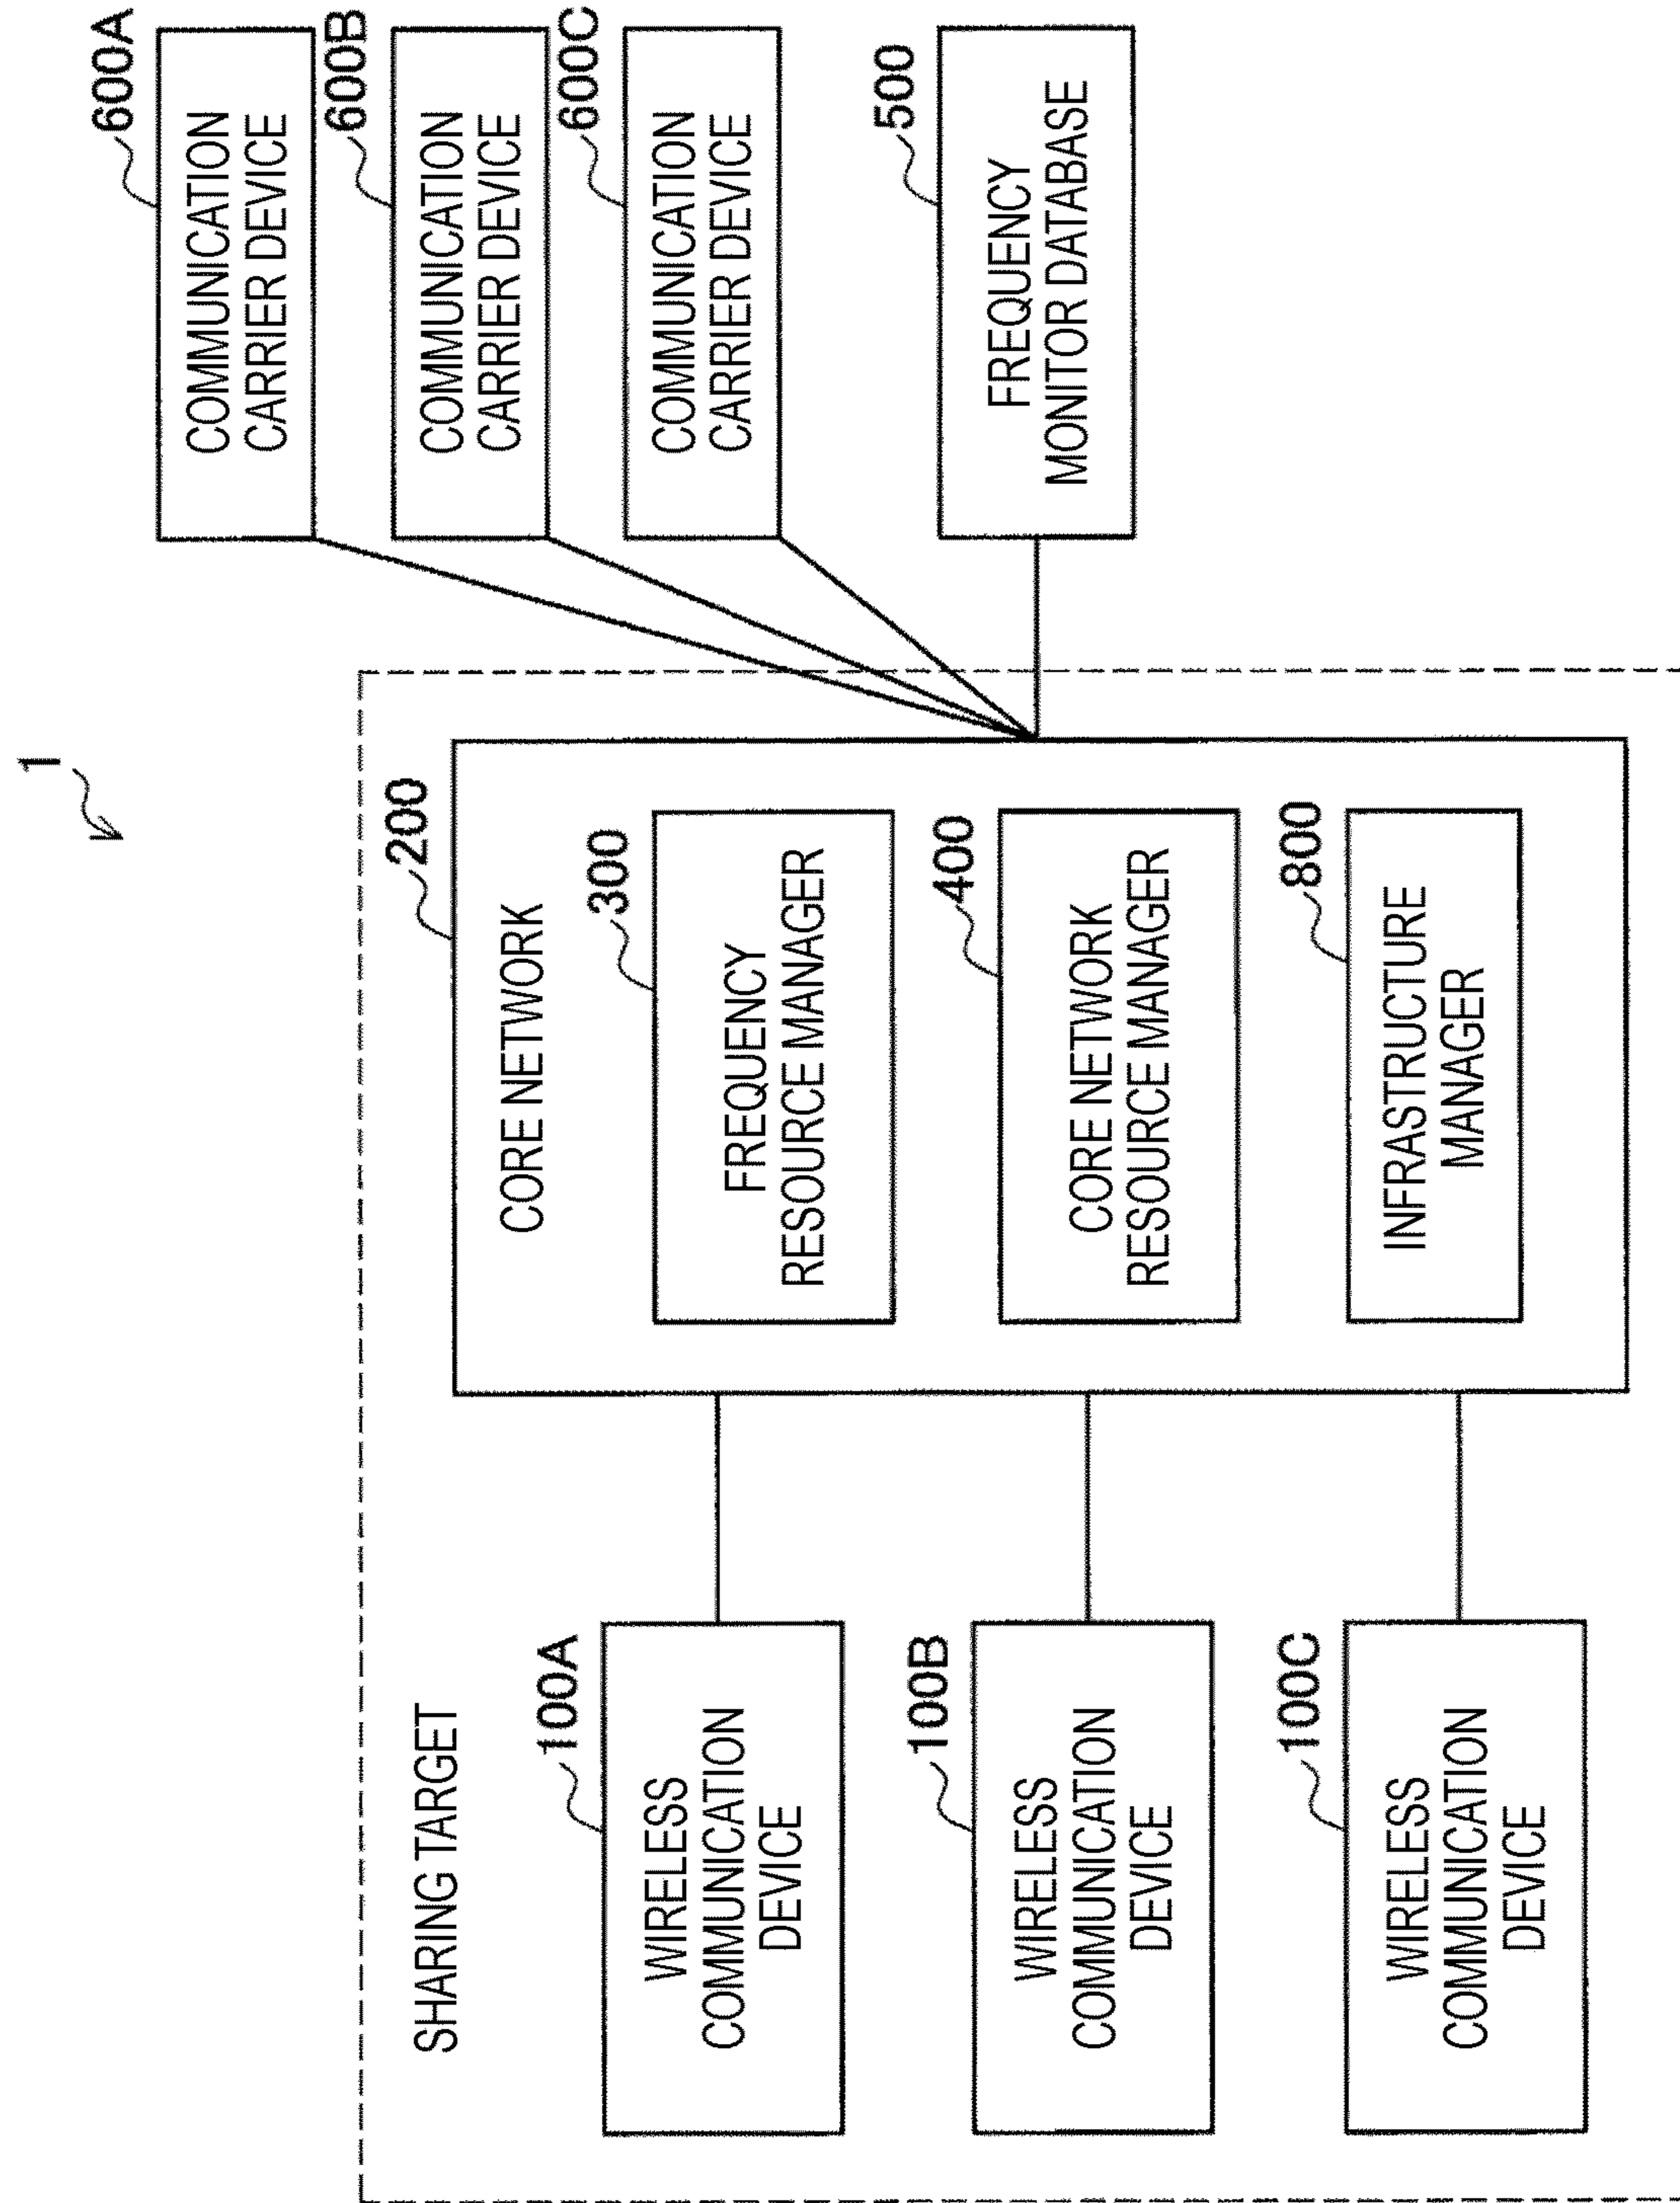 1
SHARING TARGET
100A
WIRELESS
COMMUNICATION
DEVICE
100B
WIRELESS
COMMUNICATION
DEVICE
100C
WIRELESS
COMMUNICATION
DEVICE
200
CORE NETWORK
300
FREQUENCY
RESOURCE MANAGER
400
CORE NETWORK
RESOURCE MANAGER
800
INFRASTRUCTURE
MANAGER
600A
COMMUNICATION
CARRIER DEVICE
600B
COMMUNICATION
CARRIER DEVICE
600C
COMMUNICATION
CARRIER DEVICE
500
FREQUENCY
MONITOR DATABASE